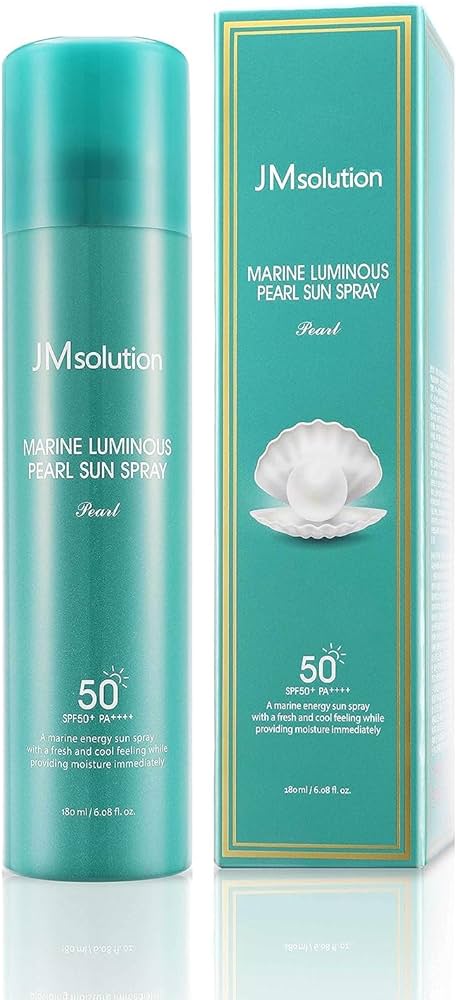 JMsolution
MARINE LUMINOUS
PEARL SUN SPRAY
Pearl
50
SPF50+ PA++++
A marine energy sun spray
with a fresh and cool feeling while
providing moisture immediately
180 ml / 6.08 fl. oz.
JMsolution
MARINE LUMINOUS
PEARL SUN SPRAY
Pearl
50
SPF50+ PA++++
A marine energy sun spray
with a fresh and cool feeling while
providing moisture immediately
180 ml / 6.08 fl. oz.